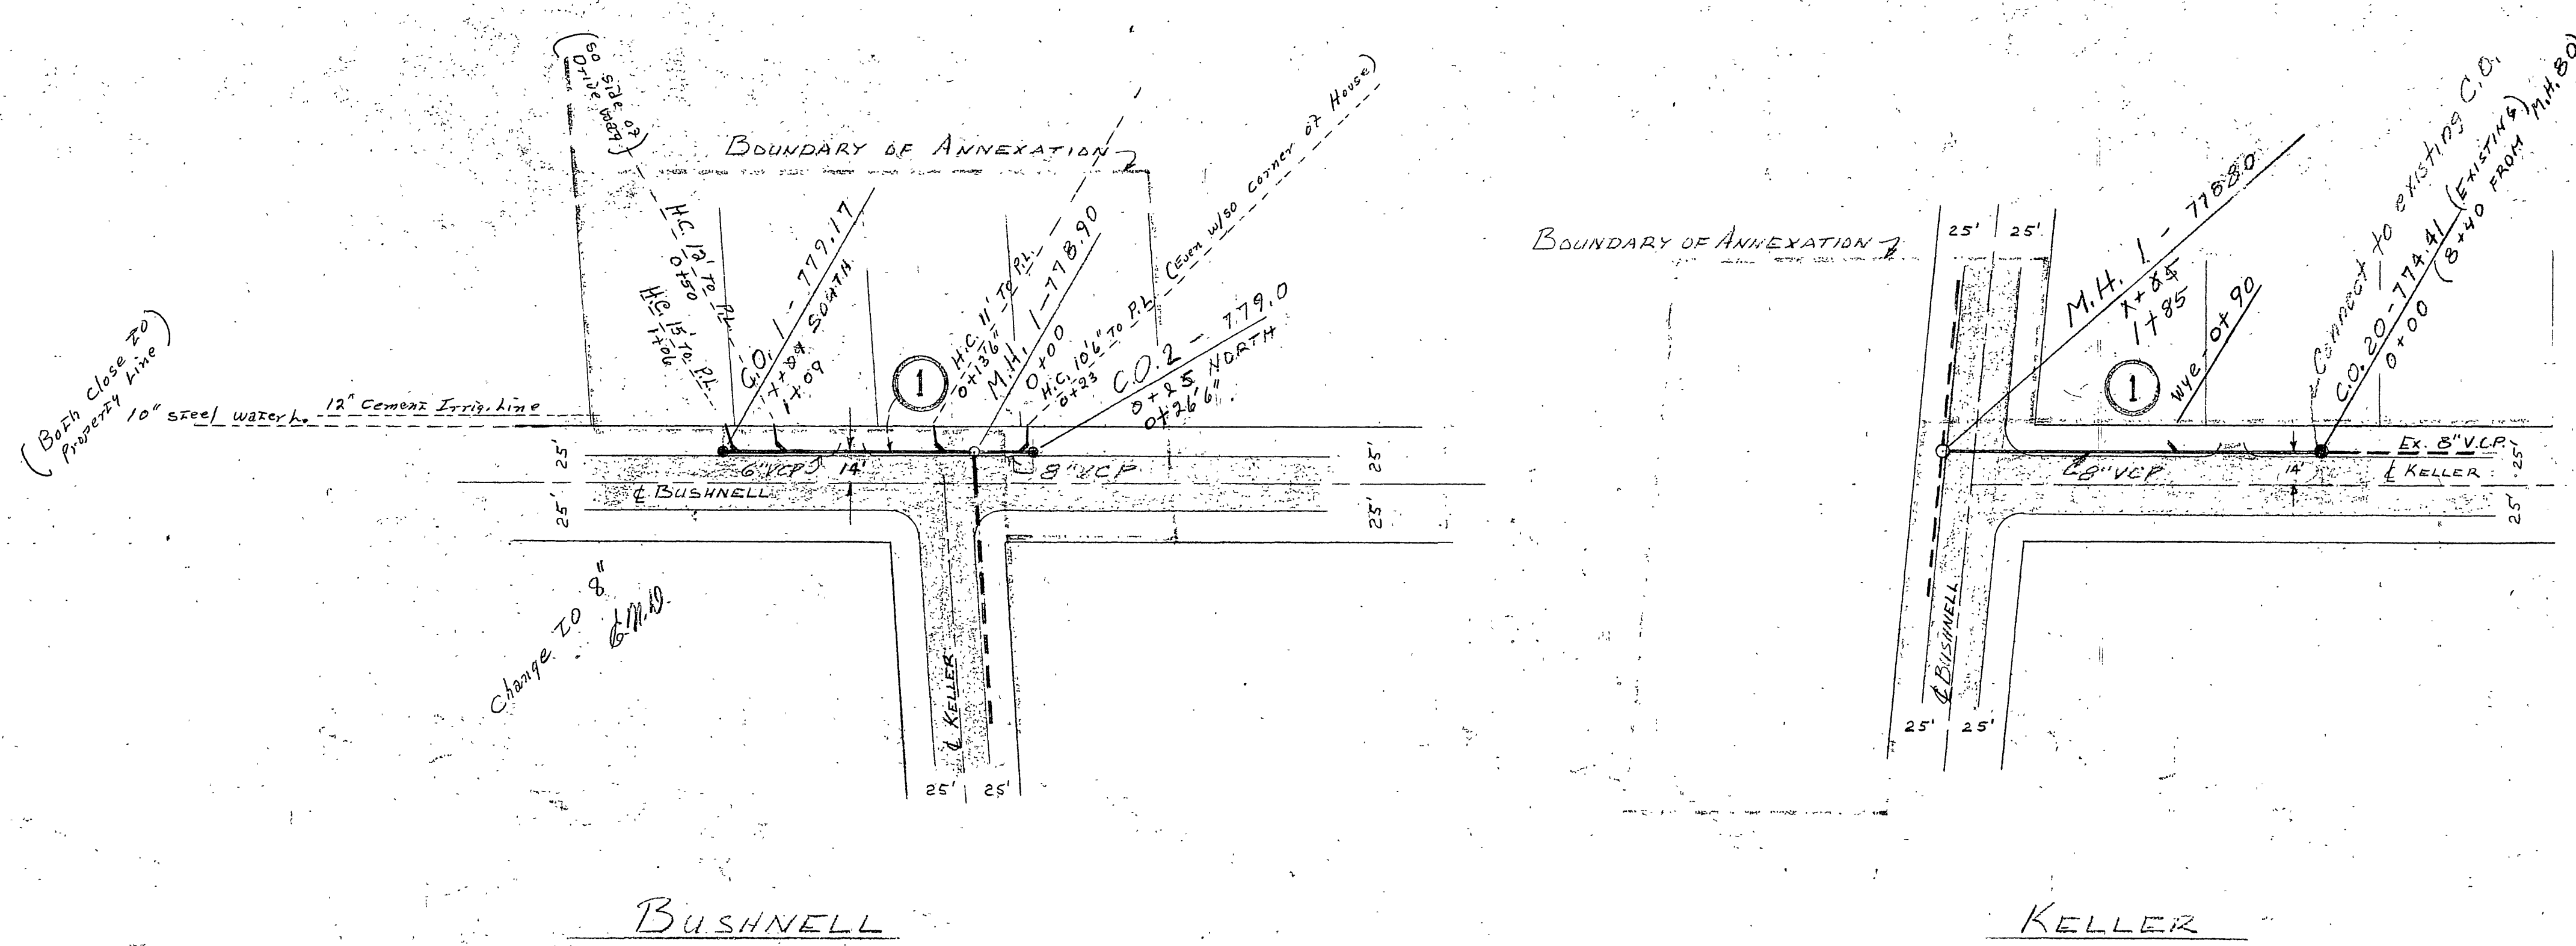 (So side of
Drive way)
BOUNDARY OF ANNEXATION
(Even w/so corner of House)
H.C. 12' TO P.L.
0+50
H.C. 15' TO P.L.
1+06
C.O. 1 - 779.17
SOUTH
1+09
1
H.C. 11' TO P.L.
0+13'6"
M.H. 1 - 778.90
0+00
H.C. 10'6" TO P.L.
0+23
C.O. 2 - 779.0
0+25 NORTH
0+26'6"
(Both Close To
Property Line)
10" steel water L.
12" Cement Irrig. Line
25'
25'
6" VCP
14'
8" VCP
℄ BUSHNELL
25'
25'
Change To 8"
℄ KELLER
25' 25'
BUSHNELL
BOUNDARY OF ANNEXATION
25' 25'
M.H. 1 - 778.80
1+85
wye - 0+90
1
Connect to existing C.O.
C.O. 20 - 774.41 (EXISTING)
0+00 (8+40 FROM M.H. 80)
Ex. 8" V.C.P.
8" VCP
14'
℄ KELLER
25'
25'
℄ BUSHNELL
25' 25'
KELLER